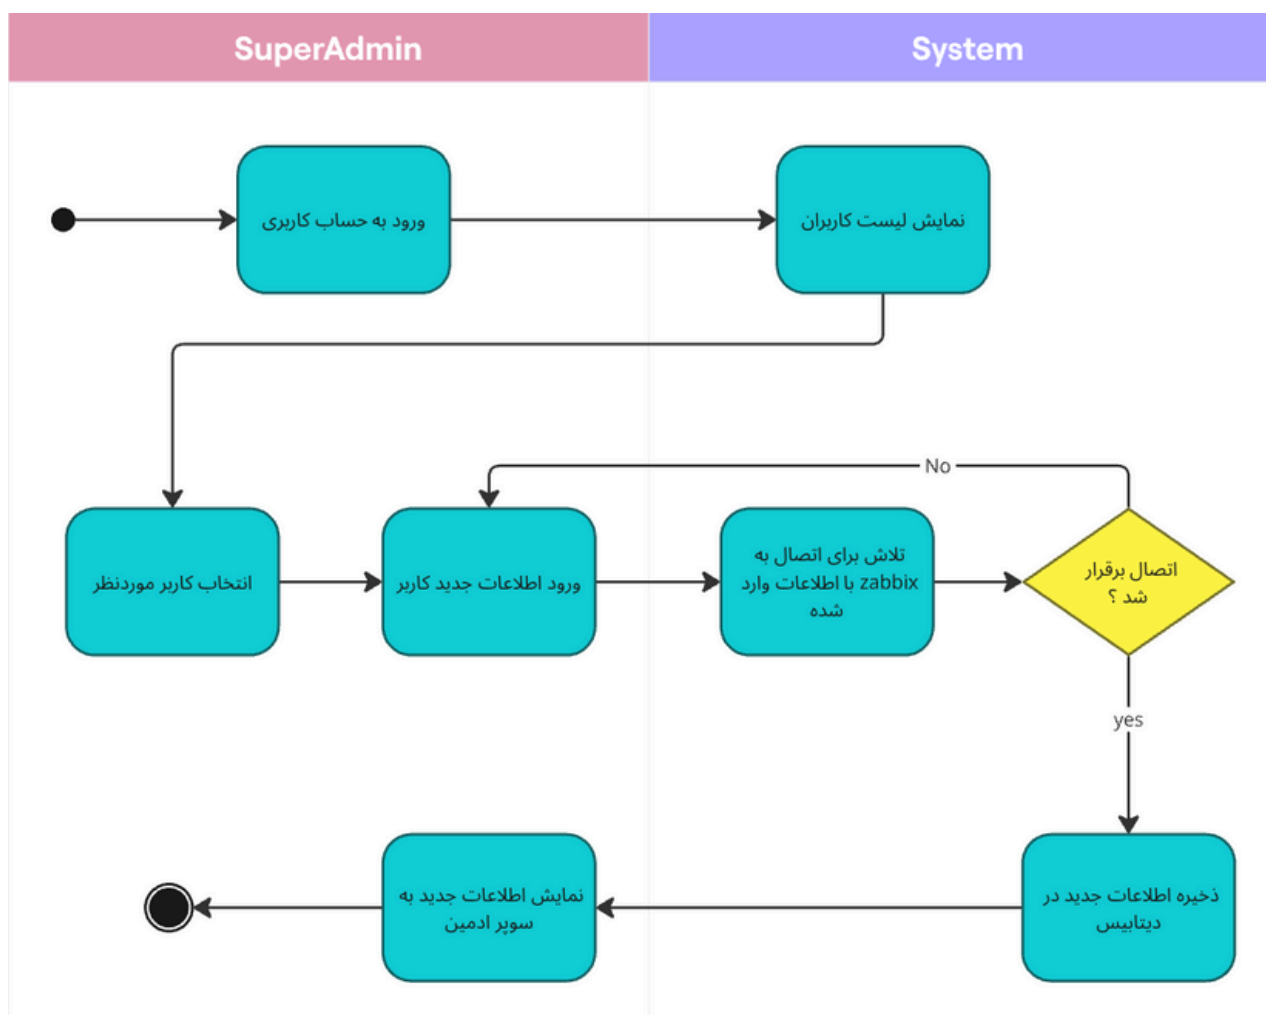 SuperAdmin
System
ورود به حساب کاربری
نمایش لیست کاربران
No
انتخاب کاربر موردنظر
ورود اطلاعات جدید کاربر
تلاش برای اتصال به
zabbix با اطلاعات وارد
شده
اتصال برقرار
شد ؟
yes
نمایش اطلاعات جدید به
سوپر ادمین
ذخیره اطلاعات جدید در
دیتابیس